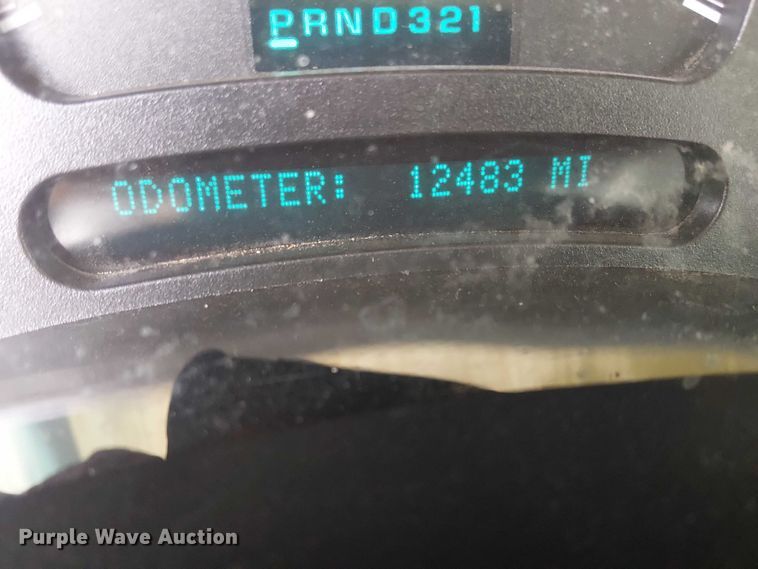 PRND321
ODOMETER: 12483 MI
Purple Wave Auction